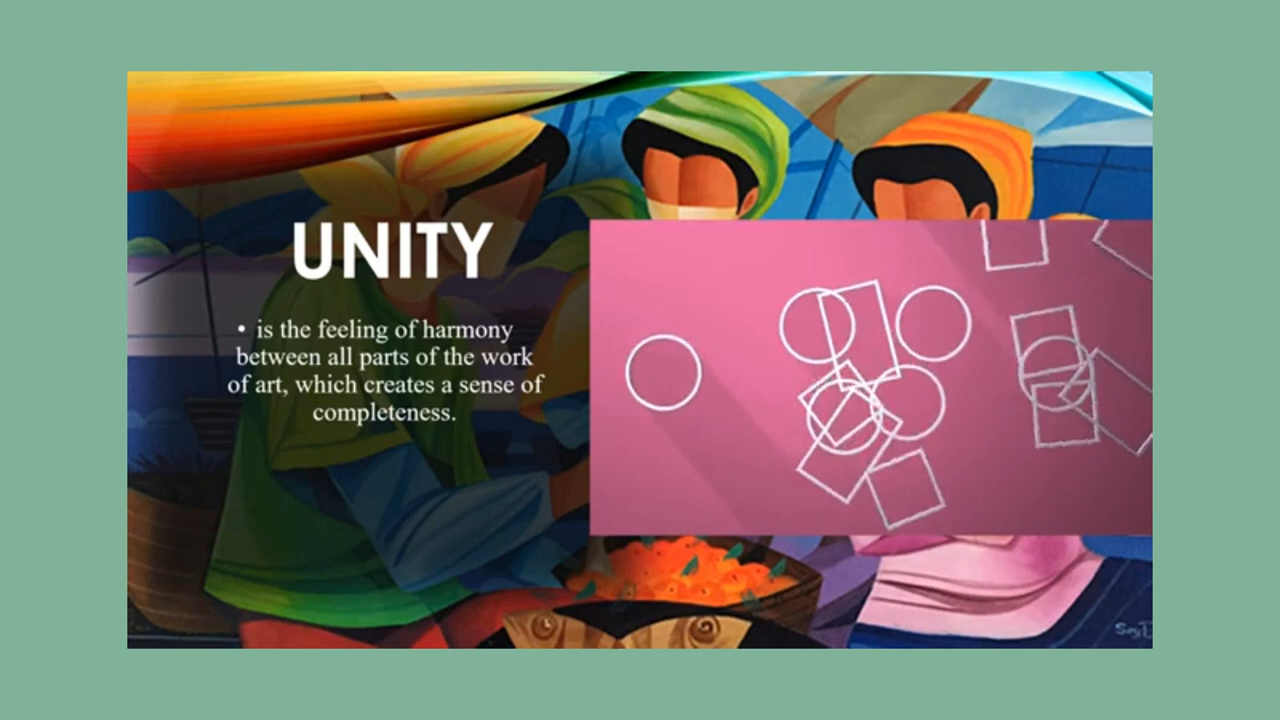 UNITY
• is the feeling of harmony
between all parts of the work
of art, which creates a sense of
completeness.